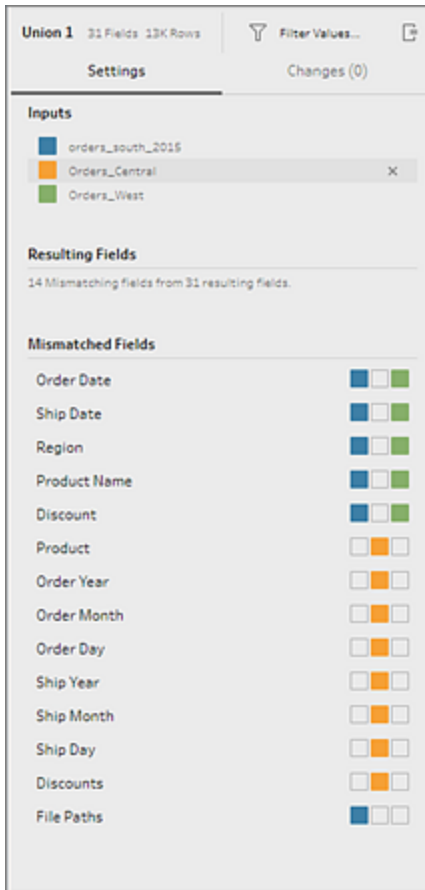 Union 1 31 Fields 13K Rows Filter Values...
Settings Changes (0)
Inputs
orders_south_2015
Orders_Central
Orders_West
Resulting Fields
14 Mismatching fields from 31 resulting fields.
Mismatched Fields
Order Date
Ship Date
Region
Product Name
Discount
Product
Order Year
Order Month
Order Day
Ship Year
Ship Month
Ship Day
Discounts
File Paths